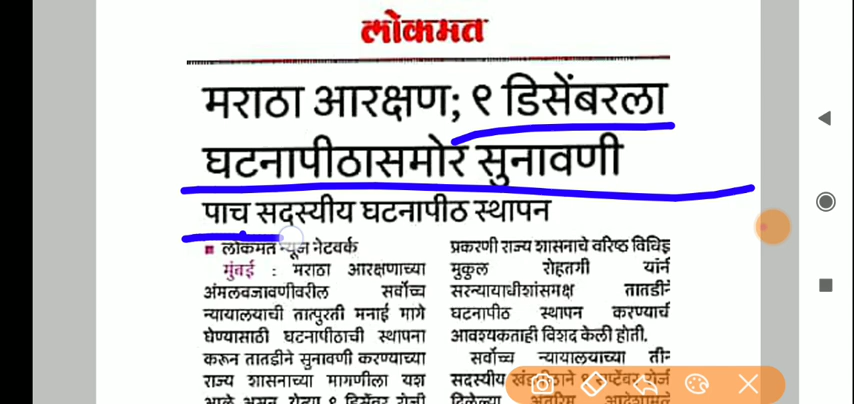 लोकमत
मराठा आरक्षण; ९ डिसेंबरला
घटनापीठासमोर सुनावणी
पाच सदस्यीय घटनापीठ स्थापन
लोकमत न्यूज नेटवर्क
मुंबई : मराठा आरक्षणाच्या
अंमलबजावणीवरील सर्वोच्च
न्यायालयाची तात्पुरती मनाई मागे
घेण्यासाठी घटनापीठाची स्थापना
करून तातडीने सुनावणी करण्याच्या
राज्य शासनाच्या मागणीला यश
प्रकरणी राज्य शासनाचे वरिष्ठ विधिज्ञ
मुकुल रोहतगी यांनी
सरन्यायाधीशांसमक्ष तातडीने
घटनापीठ स्थापन करण्याची
आवश्यकताही विशद केली होती.
सर्वोच्च न्यायालयाच्या तीन
सदस्यीय